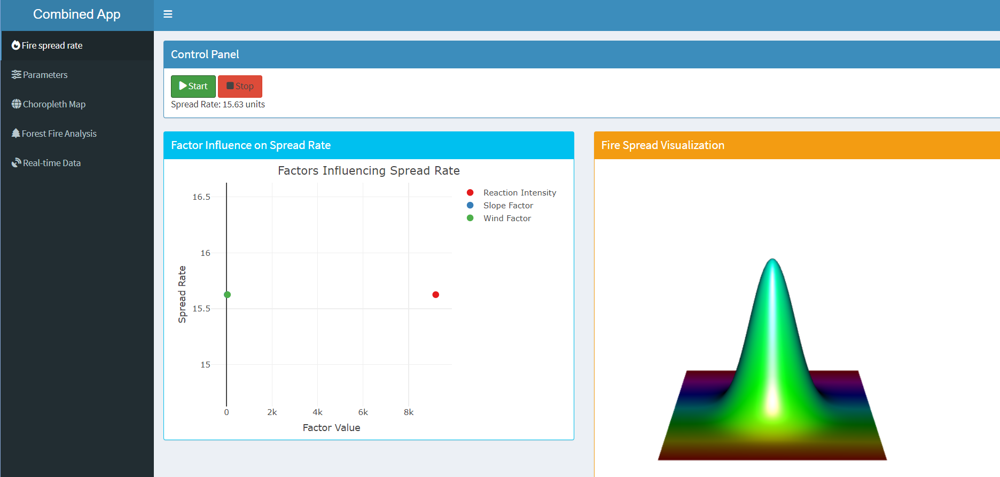 Combined App
Fire spread rate
Parameters
Choropleth Map
Forest Fire Analysis
Real-time Data
Control Panel
Start Stop
Spread Rate: 15.63 units
Factor Influence on Spread Rate
Factors Influencing Spread Rate
Reaction Intensity
Slope Factor
Wind Factor
16.5
16
15.5
15
Spread Rate
0 2k 4k 6k 8k
Factor Value
Fire Spread Visualization